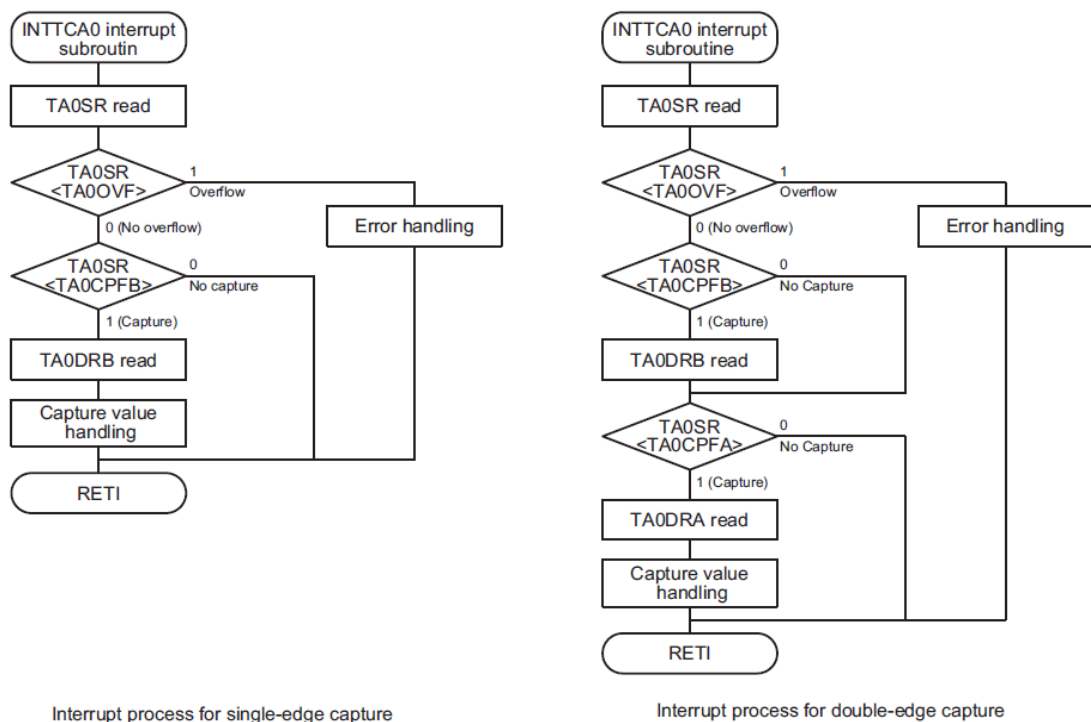 INTTCA0 interrupt
subroutin
TA0SR read
TA0SR
<TA0OVF>
1
Overflow
Error handling
0 (No overflow)
TA0SR
<TA0CPFB>
0
No capture
1 (Capture)
TA0DRB read
Capture value
handling
RETI
Interrupt process for single-edge capture
INTTCA0 interrupt
subroutine
TA0SR read
TA0SR
<TA0OVF>
1
Overflow
Error handling
0 (No overflow)
TA0SR
<TA0CPFB>
0
No Capture
1 (Capture)
TA0DRB read
TA0SR
<TA0CPFA>
0
No Capture
1 (Capture)
TA0DRA read
Capture value
handling
RETI
Interrupt process for double-edge capture